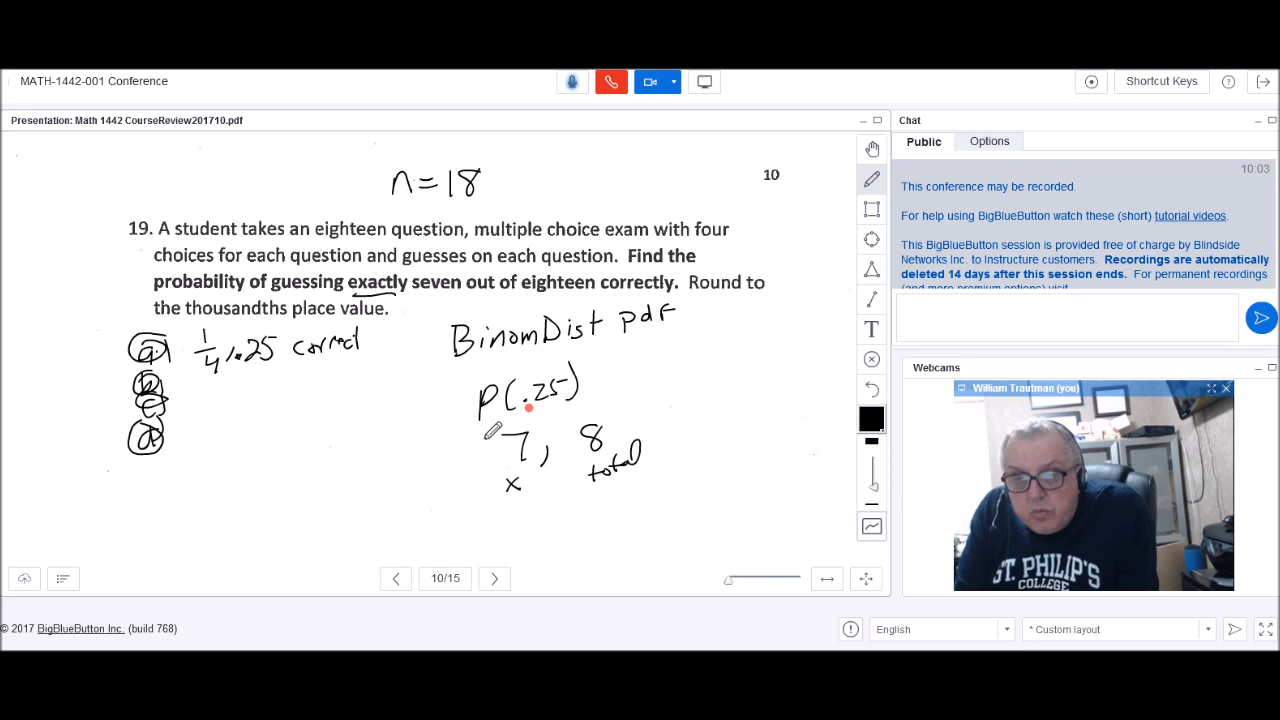 MATH-1442-001 Conference
Shortcut Keys
Presentation: Math 1442 CourseReview201710.pdf
n = 18
10
19. A student takes an eighteen question, multiple choice exam with four
choices for each question and guesses on each question. Find the
probability of guessing exactly seven out of eighteen correctly. Round to
the thousandths place value.
a. 1/4, .25 correct
b
c
d
BinomDist pdf
P(.25)
7, 8
x total
T
10/15
Chat
Public Options
10:03
This conference may be recorded.
For help using BigBlueButton watch these (short) tutorial videos.
This BigBlueButton session is provided free of charge by Blindside
Networks Inc. to Instructure customers. Recordings are automatically
deleted 14 days after this session ends. For permanent recordings
(and more premium options) visit
Webcams
William Trautman (you)
ST. PHILIP'S
COLLEGE
© 2017 BigBlueButton Inc. (build 768)
English
* Custom layout